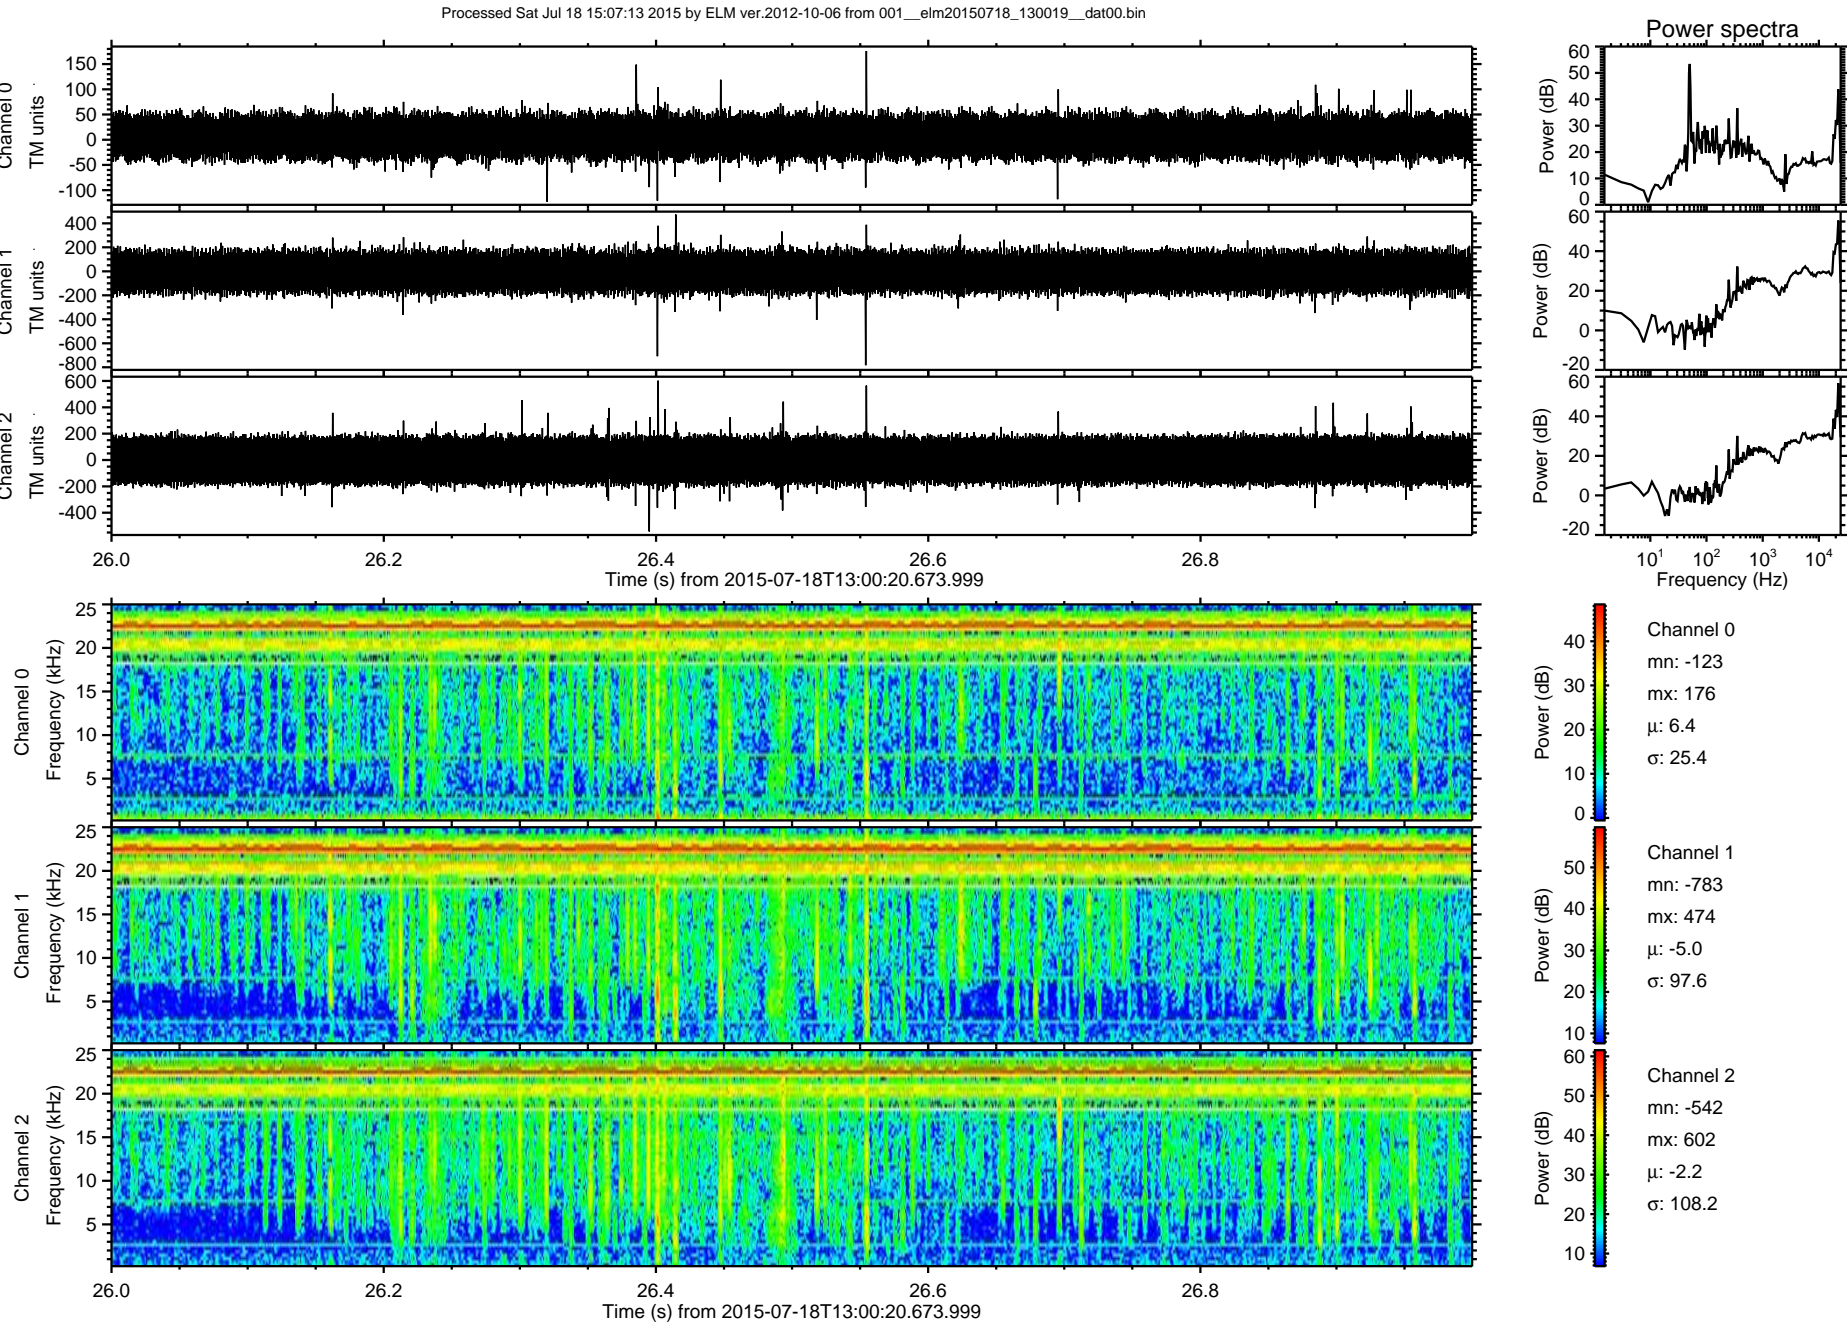 Processed Sat Jul 18 15:07:13 2015 by ELM ver.2012-10-06 from 001__elm20150718_130019__dat00.bin
Power spectra
Channel 0
TM units
150
100
50
0
-50
-100
Power (dB)
60
50
40
30
20
10
0
Channel 1
TM units
400
200
0
-200
-400
-600
-800
Power (dB)
60
40
20
0
-20
Channel 2
TM units
600
400
200
0
-200
-400
Power (dB)
60
40
20
0
-20
26.0 26.2 26.4 26.6 26.8
Time (s) from 2015-07-18T13:00:20.673.999
10^1 10^2 10^3 10^4
Frequency (Hz)
Channel 0
Frequency (kHz)
25
20
15
10
5
Power (dB)
40
30
20
10
0
Channel 0
mn: -123
mx: 176
μ: 6.4
σ: 25.4
Channel 1
Frequency (kHz)
25
20
15
10
5
Power (dB)
50
40
30
20
10
Channel 1
mn: -783
mx: 474
μ: -5.0
σ: 97.6
Channel 2
Frequency (kHz)
25
20
15
10
5
Power (dB)
60
50
40
30
20
10
Channel 2
mn: -542
mx: 602
μ: -2.2
σ: 108.2
26.0 26.2 26.4 26.6 26.8
Time (s) from 2015-07-18T13:00:20.673.999